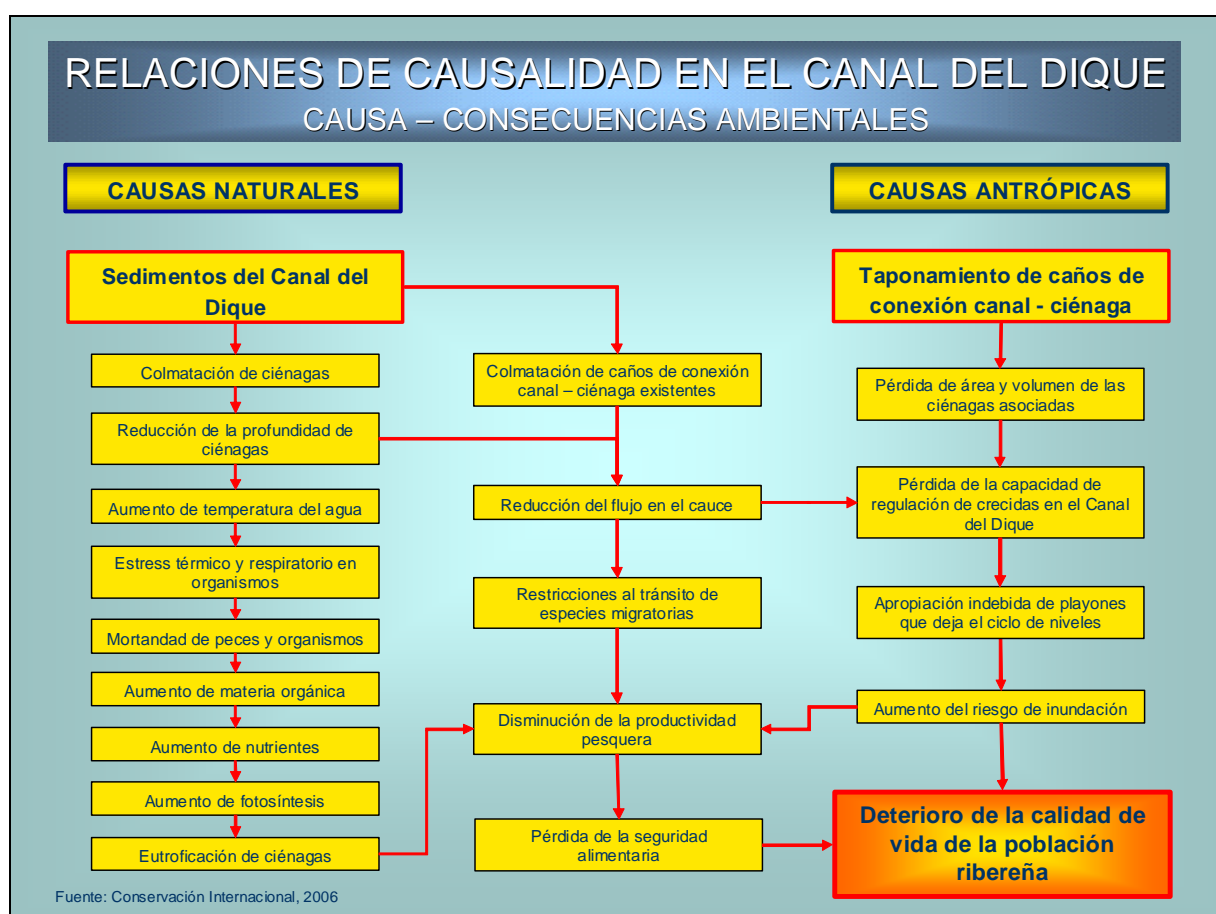 RELACIONES DE CAUSALIDAD EN EL CANAL DEL DIQUE
CAUSA – CONSECUENCIAS AMBIENTALES
CAUSAS NATURALES
Sedimentos del Canal del
Dique
Colmatación de ciénagas
Reducción de la profundidad de
ciénagas
Aumento de temperatura del agua
Estress térmico y respiratorio en
organismos
Mortandad de peces y organismos
Aumento de materia orgánica
Aumento de nutrientes
Aumento de fotosíntesis
Eutroficación de ciénagas
Colmatación de caños de conexión
canal – ciénaga existentes
Reducción del flujo en el cauce
Restricciones al tránsito de
especies migratorias
Disminución de la productividad
pesquera
Pérdida de la seguridad
alimentaria
CAUSAS ANTRÓPICAS
Taponamiento de caños de
conexión canal - ciénaga
Pérdida de área y volumen de las
ciénagas asociadas
Pérdida de la capacidad de
regulación de crecidas en el Canal
del Dique
Apropiación indebida de playones
que deja el ciclo de niveles
Aumento del riesgo de inundación
Deterioro de la calidad de
vida de la población
ribereña
Fuente: Conservación Internacional, 2006